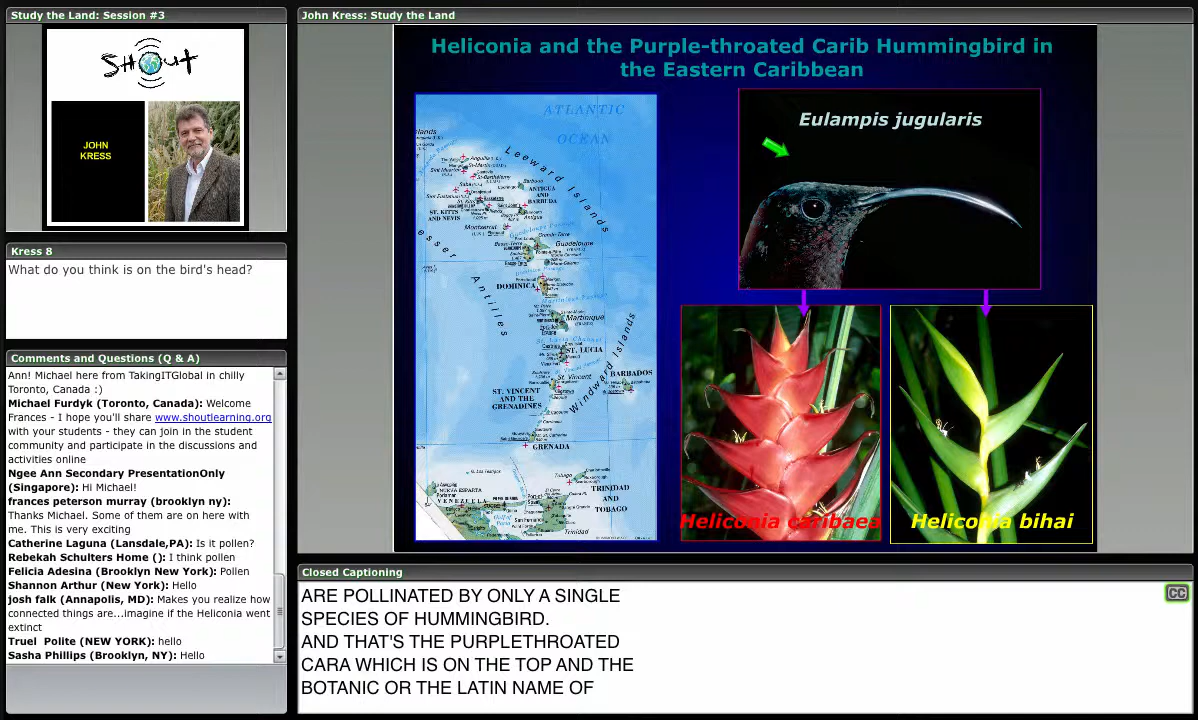 Study the Land: Session #3
SHOUT
JOHN
KRESS
Kress 8
What do you think is on the bird's head?
Comments and Questions (Q & A)
Ann! Michael here from TakingITGlobal in chilly
Toronto, Canada :)
Michael Furdyk (Toronto, Canada): Welcome
Frances - I hope you'll share www.shoutlearning.org
with your students - they can join in the student
community and participate in the discussions and
activities online
Ngee Ann Secondary PresentationOnly
(Singapore): Hi Michael!
frances peterson murray (brooklyn ny):
Thanks Michael. Some of them are on here with
me. This is very exciting
Catherine Laguna (Lansdale,PA): Is it pollen?
Rebekah Schulters Home (): I think pollen
Felicia Adesina (Brooklyn New York): Pollen
Shannon Arthur (New York): Hello
josh falk (Annapolis, MD): Makes you realize how
connected things are...imagine if the Heliconia went
extinct
Truel Polite (NEW YORK): hello
Sasha Phillips (Brooklyn, NY): Hello
John Kress: Study the Land
Heliconia and the Purple-throated Carib Hummingbird in
the Eastern Caribbean
ATLANTIC
OCEAN
Leeward Islands
ANTIGUA
AND
BARBUDA
ST. KITTS
AND NEVIS
Antigua
Montserrat
Guadeloupe
DOMINICA
Antilles
Martinique
ST. LUCIA
St. Vincent
BARBADOS
ST. VINCENT
AND THE
GRENADINES
Windward Islands
GRENADA
Tobago
TRINIDAD
AND
TOBAGO
VENEZUELA
Trinidad
Eulampis jugularis
Heliconia caribaea
Heliconia bihai
Closed Captioning
CC
ARE POLLINATED BY ONLY A SINGLE
SPECIES OF HUMMINGBIRD.
AND THAT'S THE PURPLETHROATED
CARA WHICH IS ON THE TOP AND THE
BOTANIC OR THE LATIN NAME OF